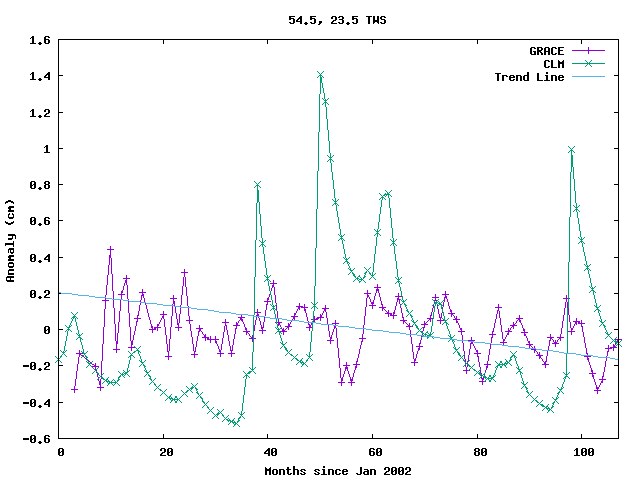 54.5, 23.5 TWS
GRACE
CLM
Trend Line
Anomaly (cm)
1.6
1.4
1.2
1
0.8
0.6
0.4
0.2
0
-0.2
-0.4
-0.6
0 20 40 60 80 100
Months since Jan 2002